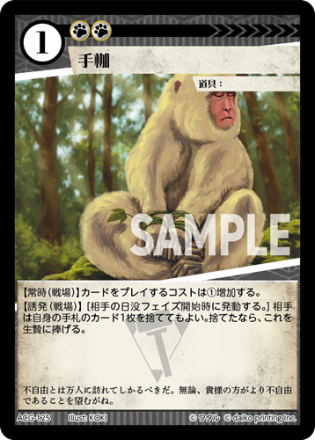 1
手枷
道具：
SAMPLE
【常時(戦場)】カードをプレイするコストは①増加する。
【誘発(戦場)】[相手の日没フェイズ開始時に発動する。]相手
は自身の手札のカード1枚を捨ててもよい。捨てたなら、これを
生贄に捧げる。
不自由とは万人に訪れてしかるべきだ。無論、貴様の方がより不自由
であることを望むがね。
ACG-125 Illust: KOKI © ワタル © daiko printing inc.